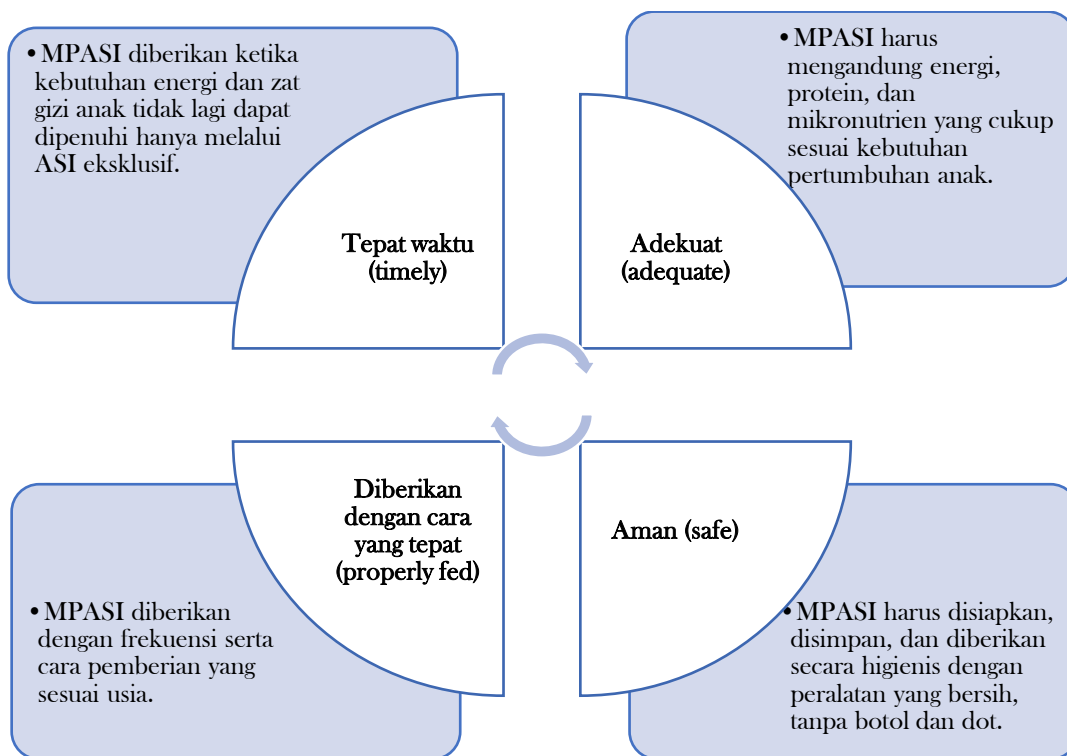 • MPASI diberikan ketika
kebutuhan energi dan zat
gizi anak tidak lagi dapat
dipenuhi hanya melalui
ASI eksklusif.
Tepat waktu
(timely)
• MPASI harus
mengandung energi,
protein, dan
mikronutrien yang cukup
sesuai kebutuhan
pertumbuhan anak.
Adekuat
(adequate)
Diberikan
dengan cara
yang tepat
(properly fed)
• MPASI diberikan
dengan frekuensi serta
cara pemberian yang
sesuai usia.
Aman (safe)
• MPASI harus disiapkan,
disimpan, dan diberikan
secara higienis dengan
peralatan yang bersih,
tanpa botol dan dot.